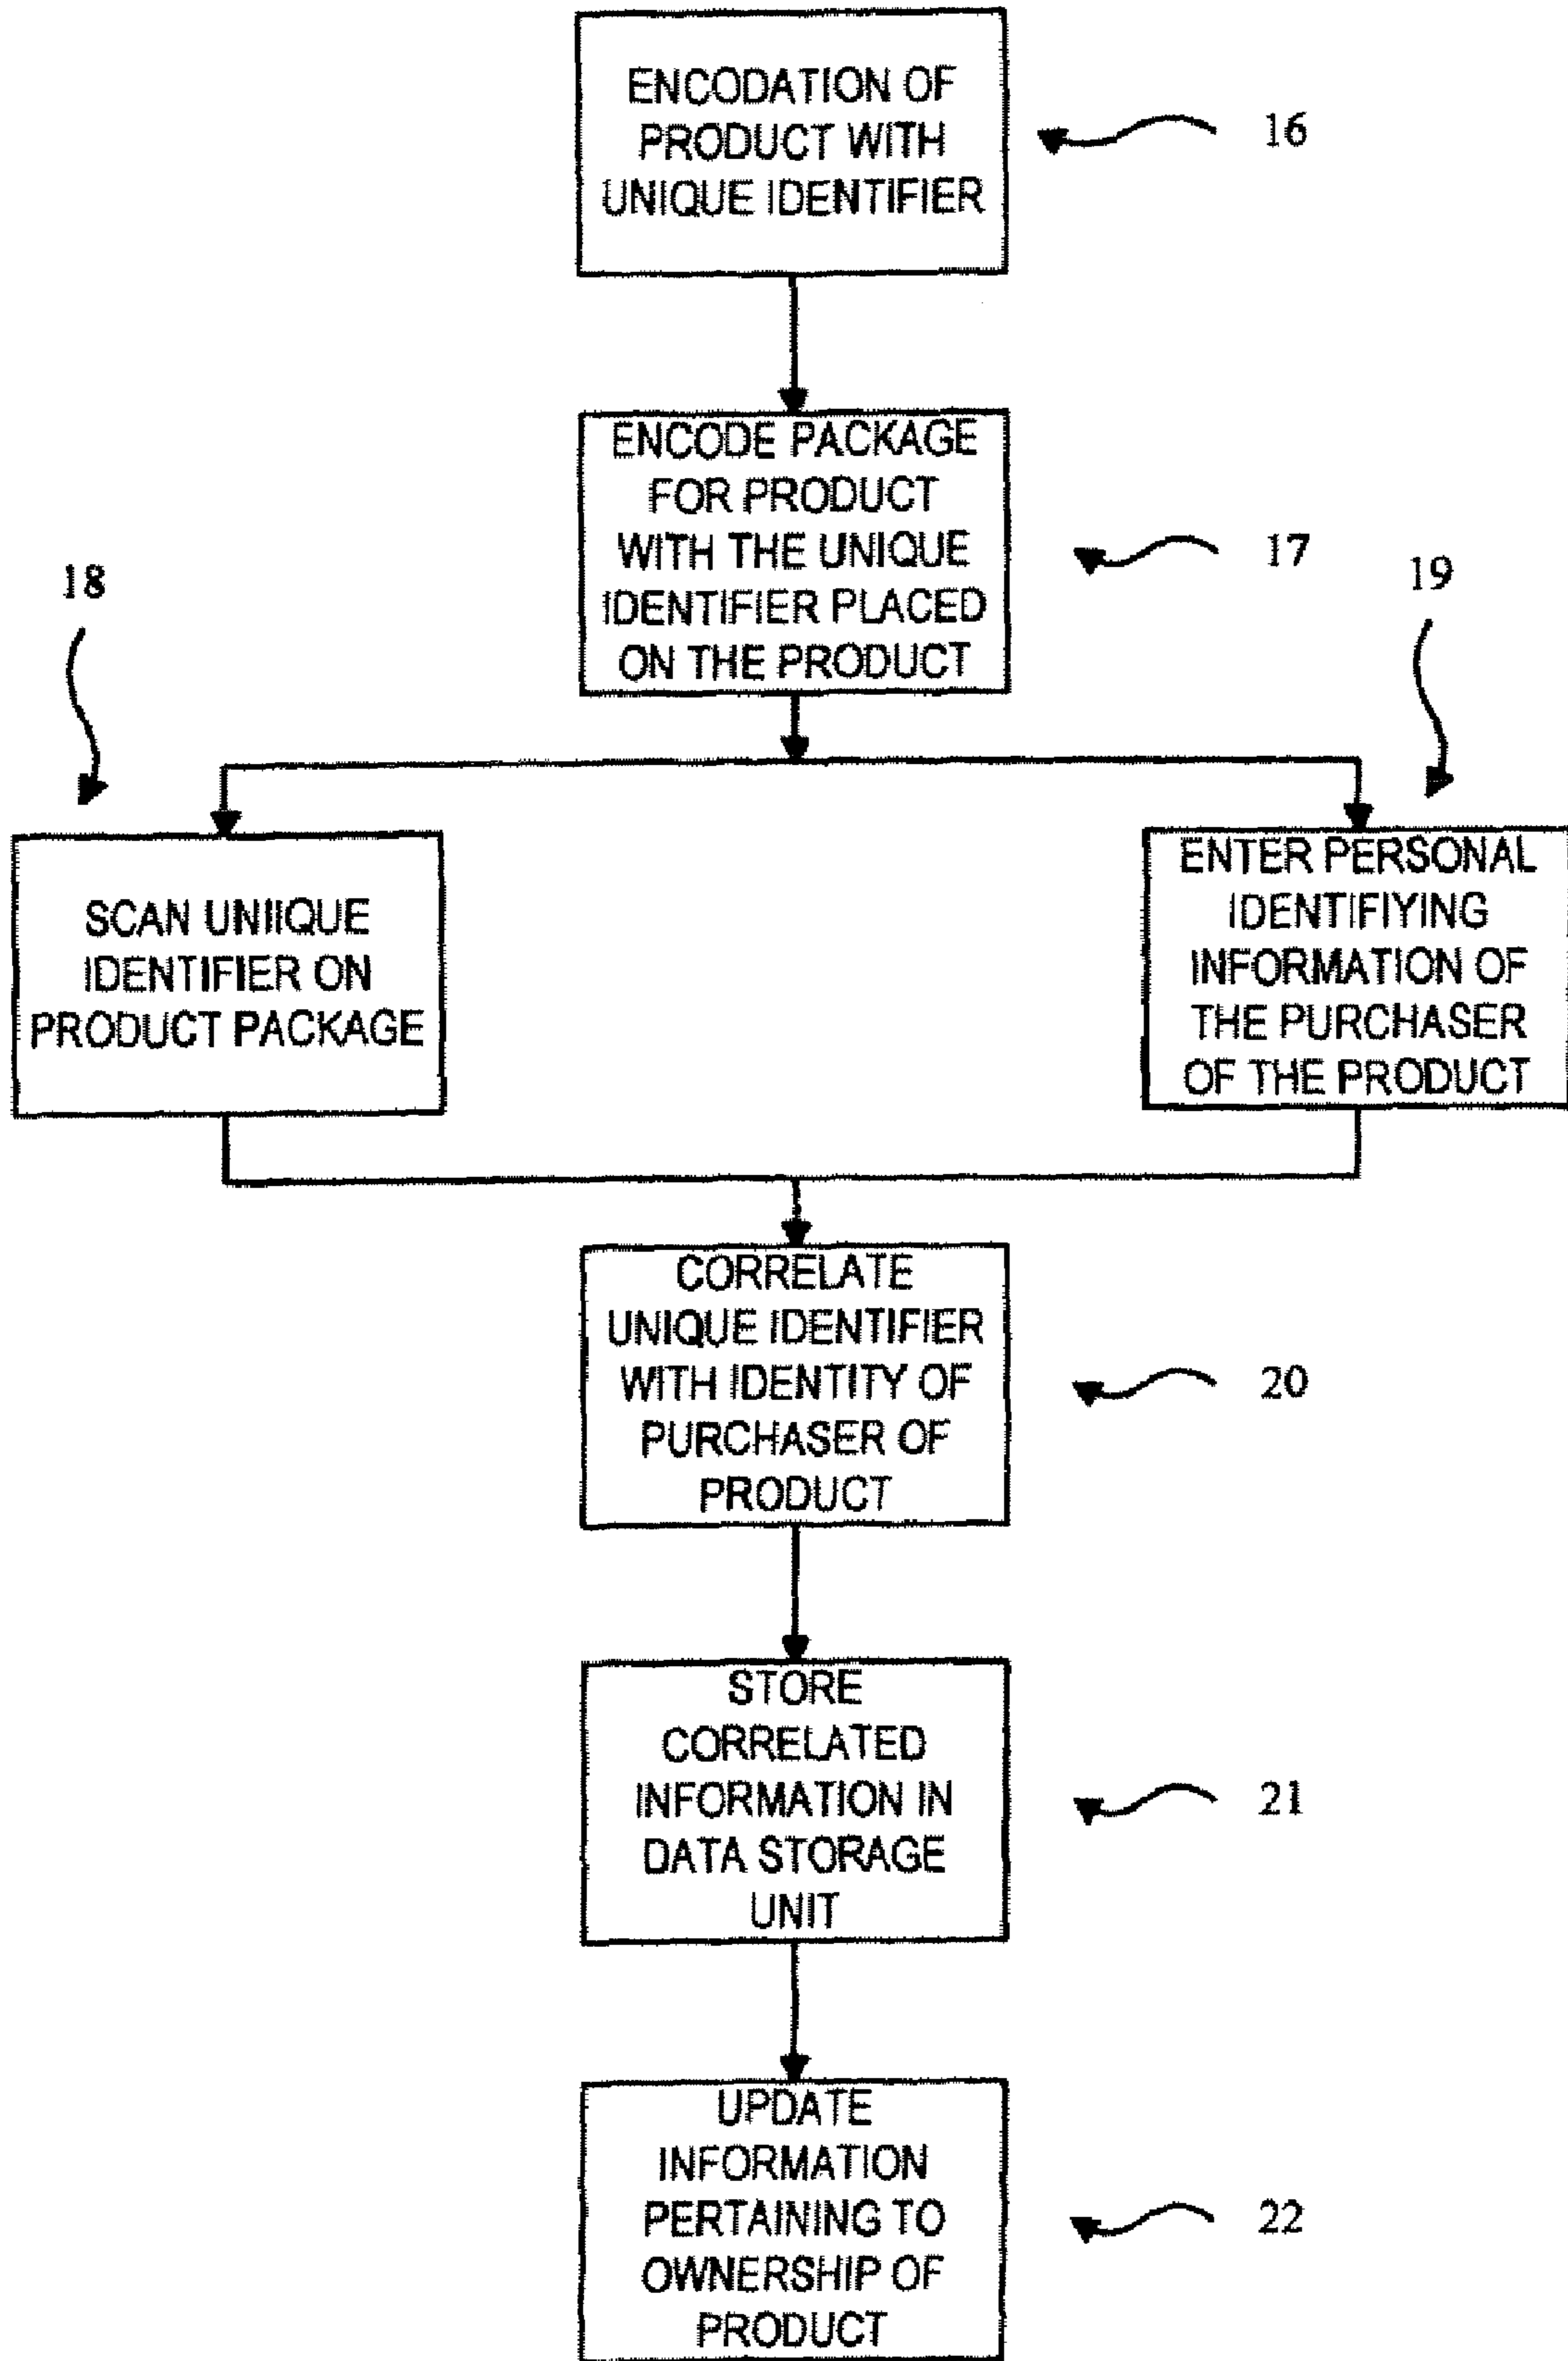 ENCODATION OF
PRODUCT WITH
UNIQUE IDENTIFIER
16
ENCODE PACKAGE
FOR PRODUCT
WITH THE UNIQUE
IDENTIFIER PLACED
ON THE PRODUCT
17
18
19
SCAN UNIIQUE
IDENTIFIER ON
PRODUCT PACKAGE
ENTER PERSONAL
IDENTIFIYING
INFORMATION OF
THE PURCHASER
OF THE PRODUCT
CORRELATE
UNIQUE IDENTIFIER
WITH IDENTITY OF
PURCHASER OF
PRODUCT
20
STORE
CORRELATED
INFORMATION IN
DATA STORAGE
UNIT
21
UPDATE
INFORMATION
PERTAINING TO
OWNERSHIP OF
PRODUCT
22